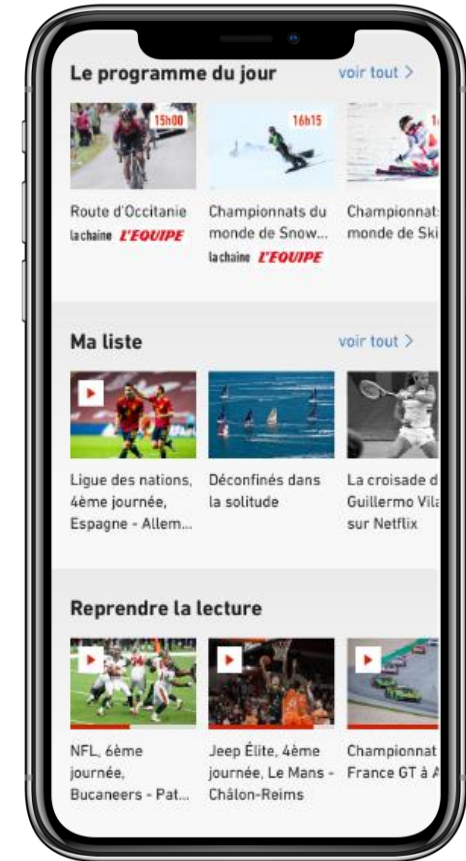 Le programme du jour voir tout >
15h00 16h15
Route d'Occitanie Championnats du Championnat
monde de Snow... monde de Ski
la chaine L'EQUIPE
la chaine L'EQUIPE
Ma liste voir tout >
Ligue des nations, Déconfinés dans La croisade d
4ème journée, la solitude Guillermo Vila
Espagne - Allem... sur Netflix
Reprendre la lecture
NFL, 6ème Jeep Élite, 4ème Championnat
journée, journée, Le Mans - France GT à A
Bucaneers - Pat... Châlon-Reims